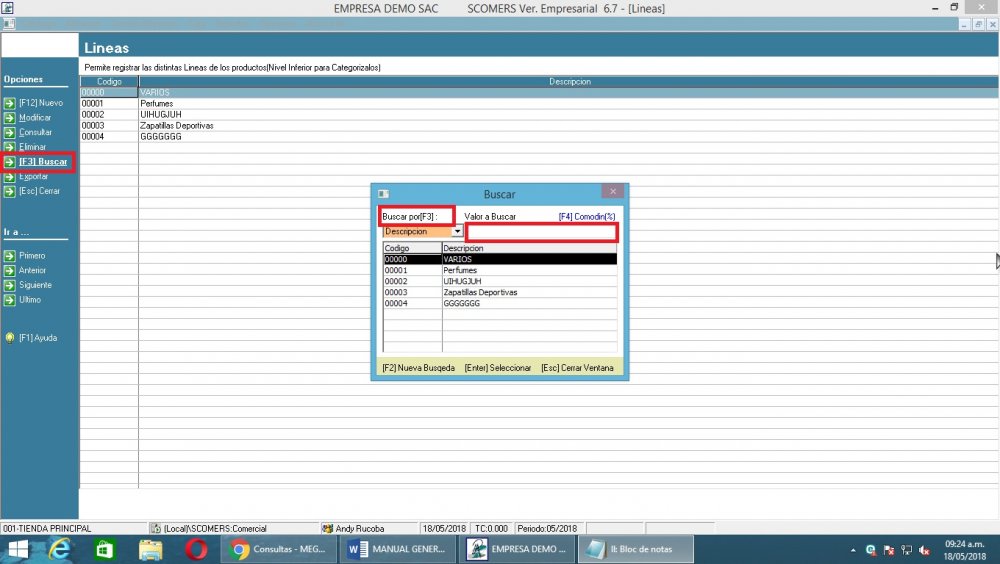 EMPRESA DEMO SAC SCOMERS Ver. Empresarial 6.7 - [Lineas]
Lineas
Permite registrar las distintas Lineas de los productos(Nivel Inferior para Categorizalos)
Opciones
[F12] Nuevo
Modificar
Consultar
Eliminar
[F3] Buscar
Exportar
[Esc] Cerrar
Ir a ...
Primero
Anterior
Siguiente
Ultimo
[F1] Ayuda
Codigo Descripcion
00000 VARIOS
00001 Perfumes
00002 UIHUGJUH
00003 Zapatillas Deportivas
00004 GGGGGGG
Buscar
Buscar por[F3] : Valor a Buscar [F4] Comodin(%)
Descripcion
Codigo Descripcion
00000 VARIOS
00001 Perfumes
00002 UIHUGJUH
00003 Zapatillas Deportivas
00004 GGGGGGG
[F2] Nueva Busqeda [Enter] Seleccionar [Esc] Cerrar Ventana
001-TIENDA PRINCIPAL (Local)\SCOMERS:Comercial Andy Rucoba 18/05/2018 TC:0.000 Periodo:05/2018
Consultas - MEG... MANUAL GENER... EMPRESA DEMO ... II: Bloc de notas
09:24 a.m.
18/05/2018